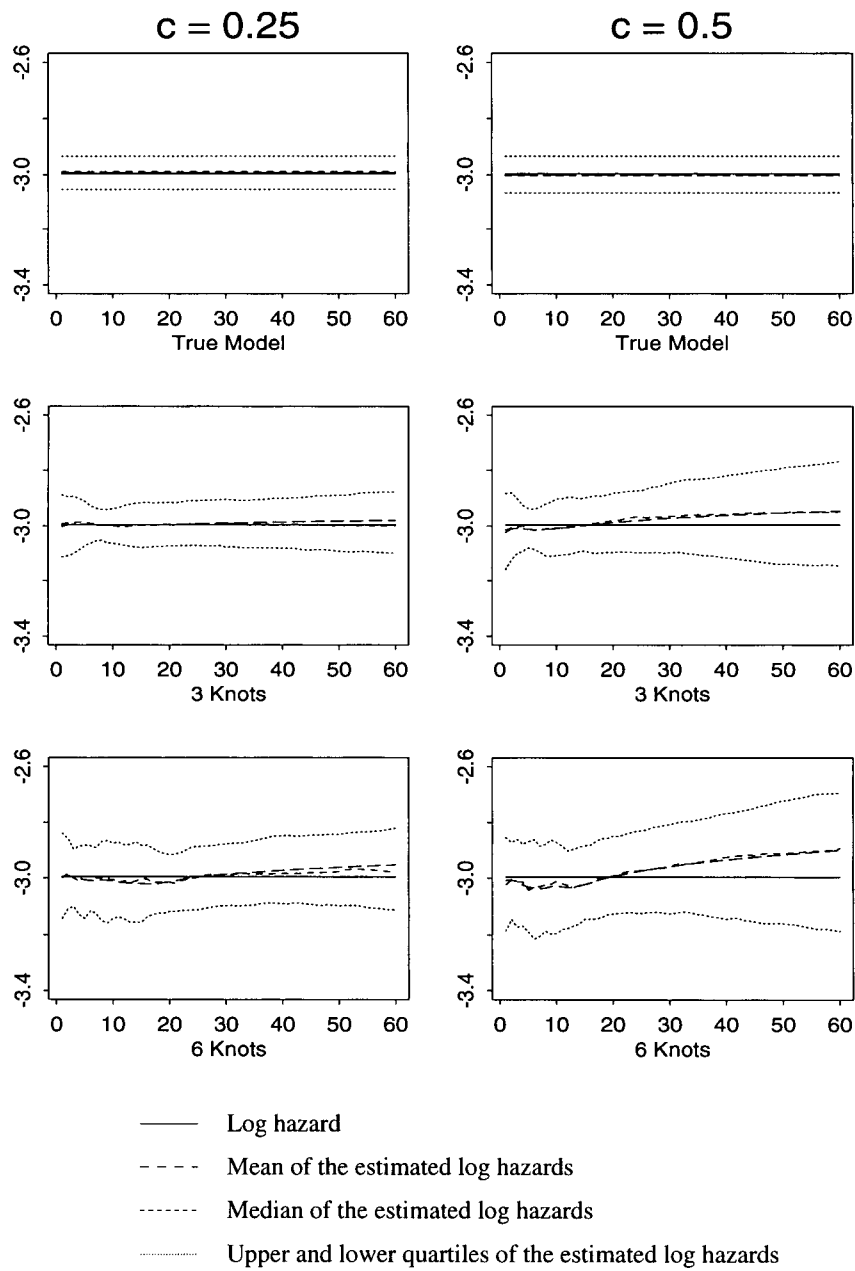 c = 0.25 c = 0.5
-2.6 -2.6
-3.0 -3.0
-3.4 -3.4
0 10 20 30 40 50 60 0 10 20 30 40 50 60
True Model True Model
-2.6 -2.6
-3.0 -3.0
-3.4 -3.4
0 10 20 30 40 50 60 0 10 20 30 40 50 60
3 Knots 3 Knots
-2.6 -2.6
-3.0 -3.0
-3.4 -3.4
0 10 20 30 40 50 60 0 10 20 30 40 50 60
6 Knots 6 Knots
Log hazard
Mean of the estimated log hazards
Median of the estimated log hazards
Upper and lower quartiles of the estimated log hazards